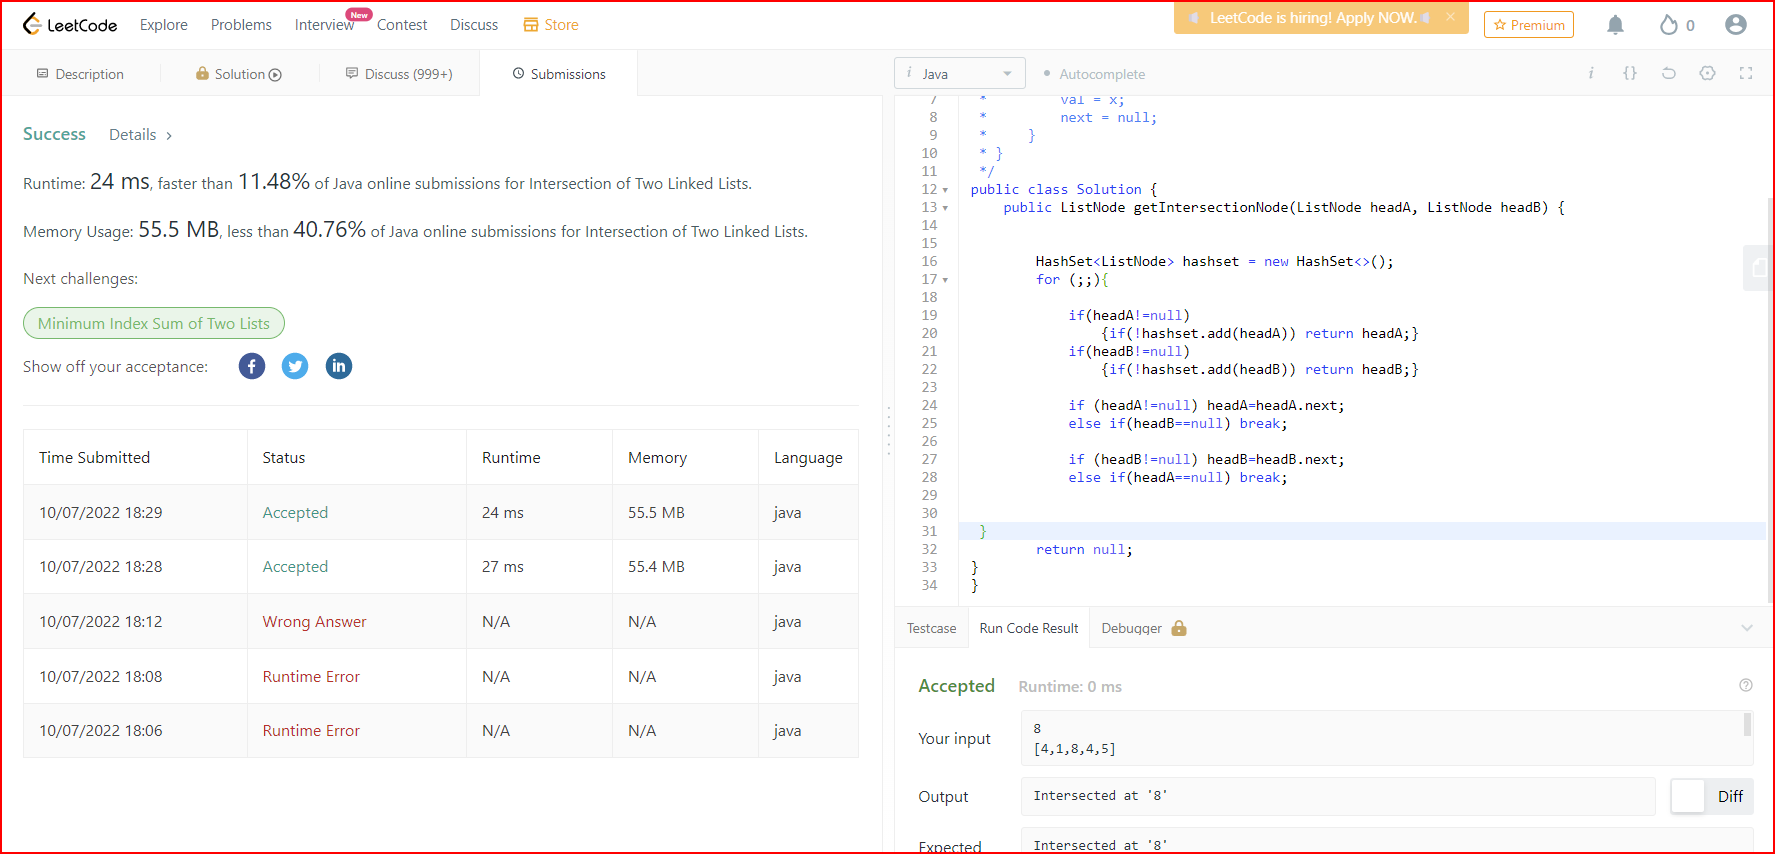 LeetCode
Explore
Problems
Interview
New
Contest
Discuss
Store
LeetCode is hiring! Apply NOW.
Premium
0
Description
Solution
Discuss (999+)
Submissions
i Java
Autocomplete
i
{}
Success
Details >
Runtime: 24 ms, faster than 11.48% of Java online submissions for Intersection of Two Linked Lists.
Memory Usage: 55.5 MB, less than 40.76% of Java online submissions for Intersection of Two Linked Lists.
Next challenges:
Minimum Index Sum of Two Lists
Show off your acceptance:
f
in
Time Submitted Status Runtime Memory Language
10/07/2022 18:29 Accepted 24 ms 55.5 MB java
10/07/2022 18:28 Accepted 27 ms 55.4 MB java
10/07/2022 18:12 Wrong Answer N/A N/A java
10/07/2022 18:08 Runtime Error N/A N/A java
10/07/2022 18:06 Runtime Error N/A N/A java
7 * val = x;
8 * next = null;
9 * }
10 * }
11 */
12 public class Solution {
13 public ListNode getIntersectionNode(ListNode headA, ListNode headB) {
14
15
16 HashSet<ListNode> hashset = new HashSet<>();
17 for (;;){
18
19 if(headA!=null)
20 {if(!hashset.add(headA)) return headA;}
21 if(headB!=null)
22 {if(!hashset.add(headB)) return headB;}
23
24 if (headA!=null) headA=headA.next;
25 else if(headB==null) break;
26
27 if (headB!=null) headB=headB.next;
28 else if(headA==null) break;
29
30
31 }
32 return null;
33 }
34 }
Testcase
Run Code Result
Debugger
Accepted
Runtime: 0 ms
Your input
8
[4,1,8,4,5]
Output
Intersected at '8'
Diff
Expected
Intersected at '8'